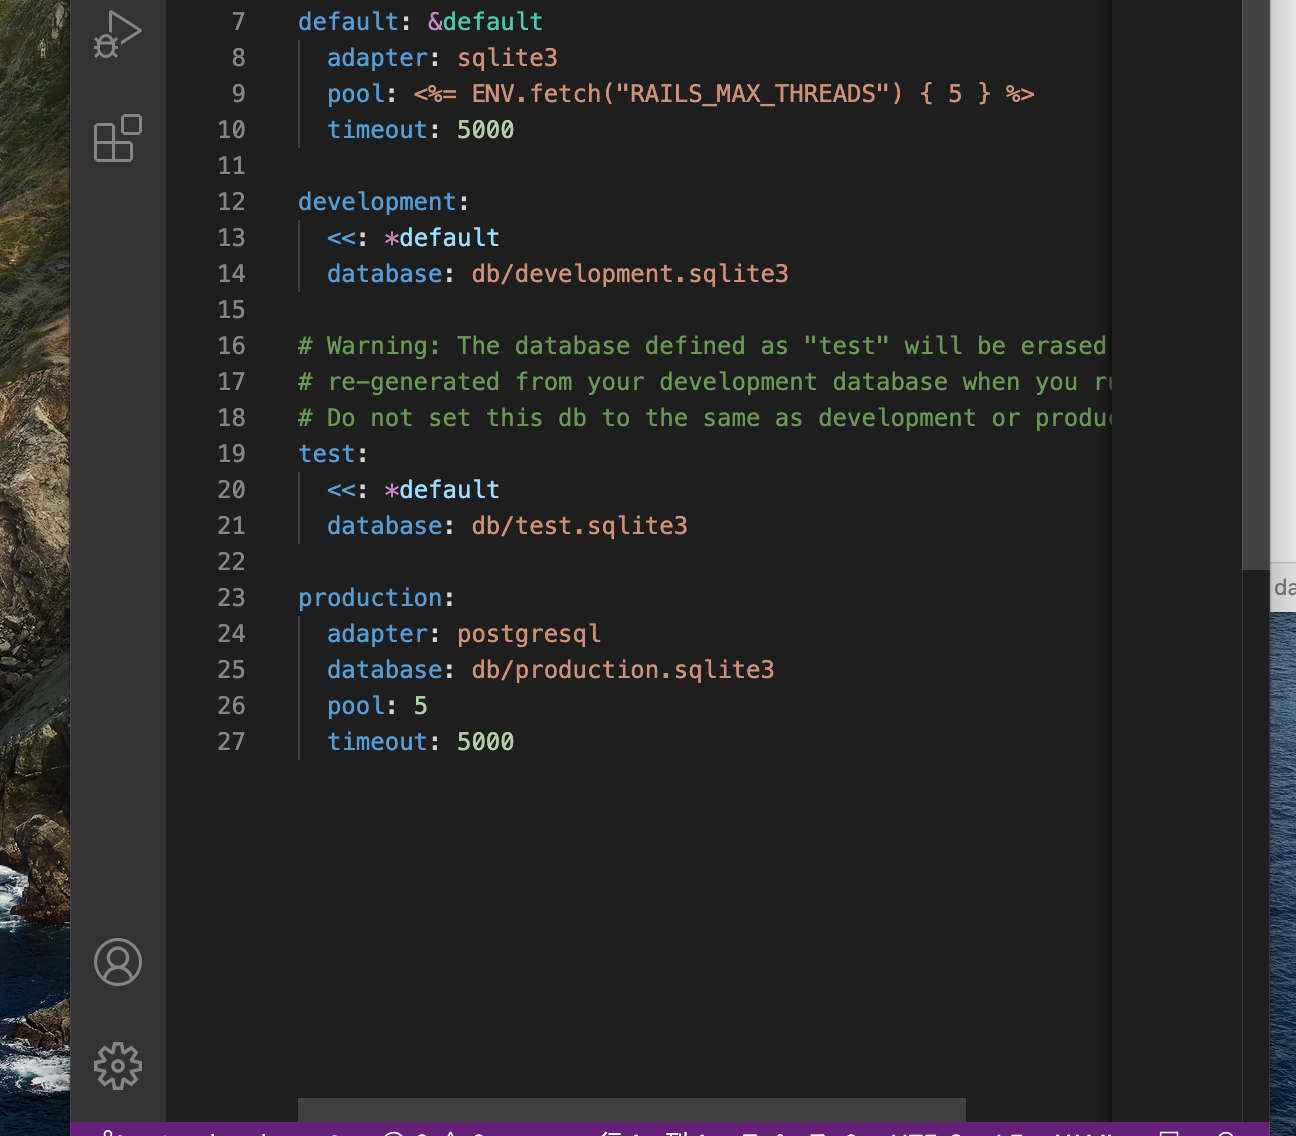 7 default: &default
8 adapter: sqlite3
9 pool: <%= ENV.fetch("RAILS_MAX_THREADS") { 5 } %>
10 timeout: 5000
11
12 development:
13 <<: *default
14 database: db/development.sqlite3
15
16 # Warning: The database defined as "test" will be erased
17 # re-generated from your development database when you
18 # Do not set this db to the same as development or
19 test:
20 <<: *default
21 database: db/test.sqlite3
22
23 production:
24 adapter: postgresql
25 database: db/production.sqlite3
26 pool: 5
27 timeout: 5000